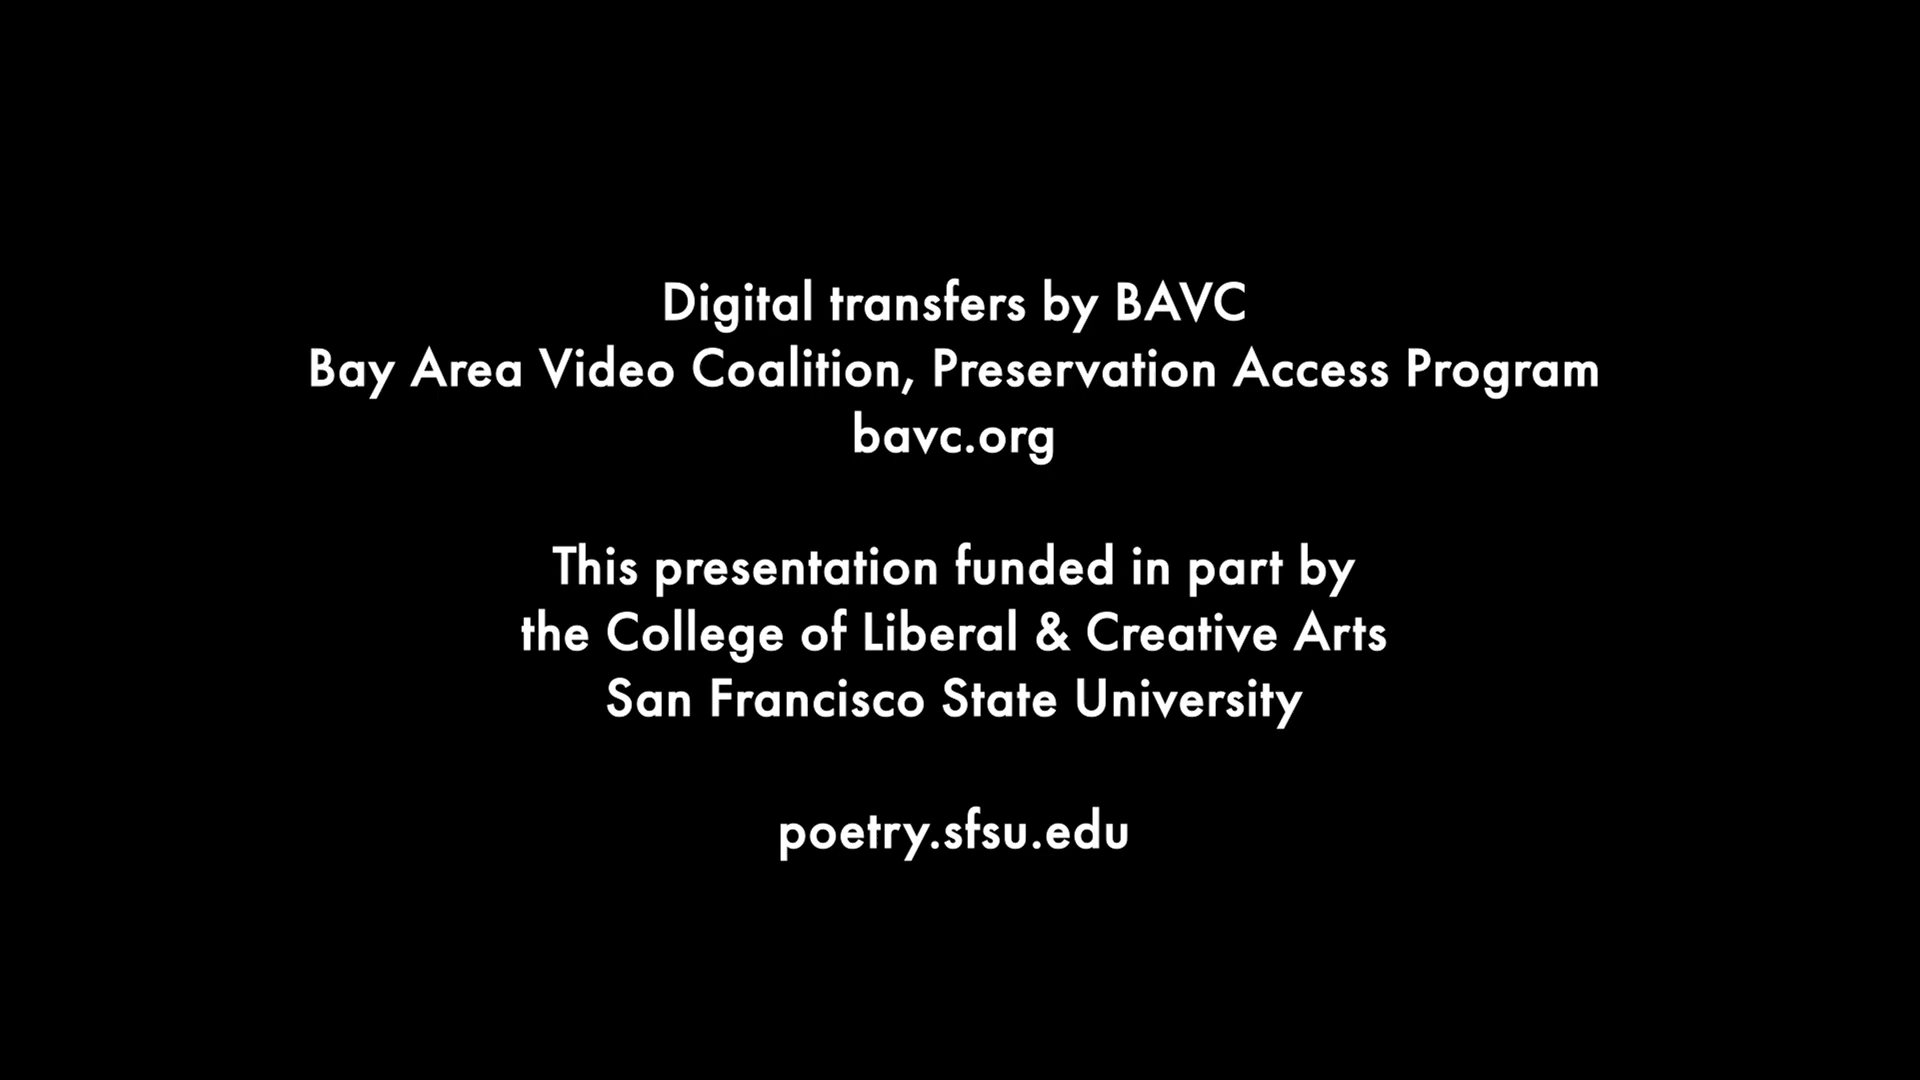 Digital transfers by BAVC
Bay Area Video Coalition, Preservation Access Program
bavc.org
This presentation funded in part by
the College of Liberal & Creative Arts
San Francisco State University
poetry.sfsu.edu